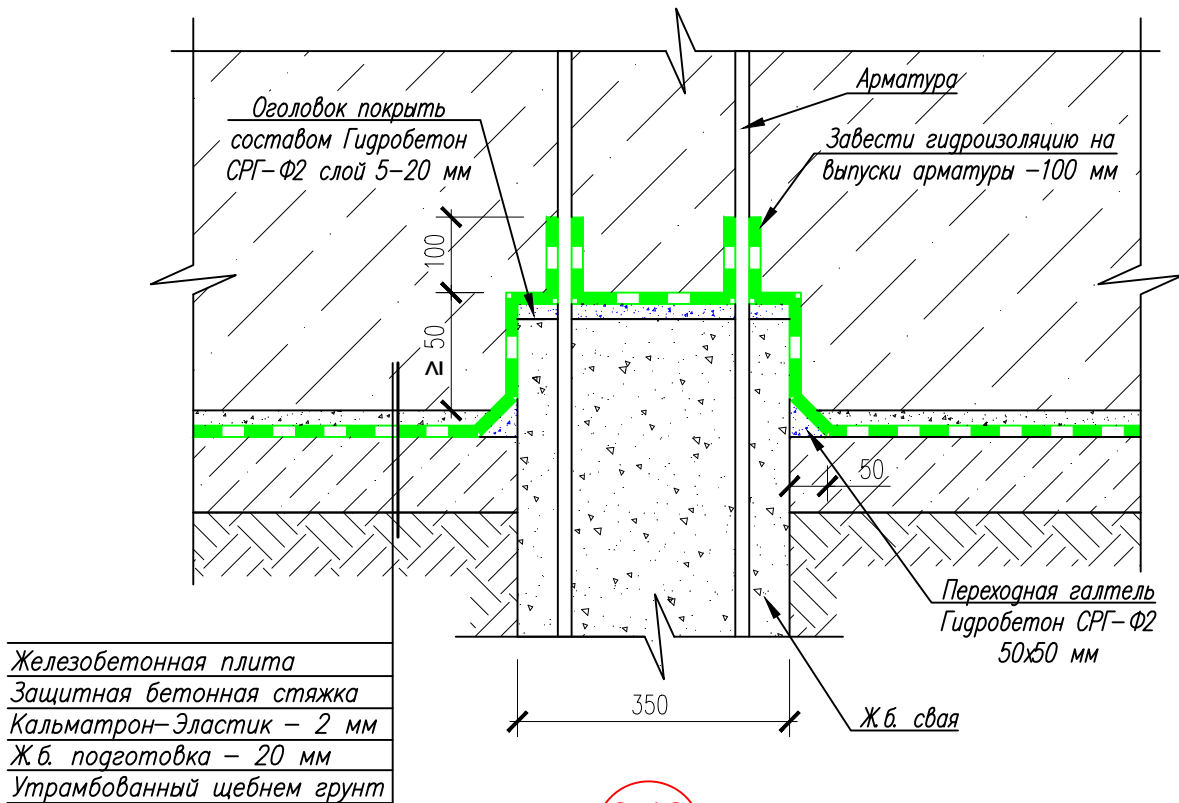 Оголовок покрыть
составом Гидробетон
СРГ-Ф2 слой 5-20 мм
Арматура
Завести гидроизоляцию на
выпуски арматуры -100 мм
100
≥ 50
50
Переходная галтель
Гидробетон СРГ-Ф2
50х50 мм
350
Ж.б. свая
Железобетонная плита
Защитная бетонная стяжка
Кальматрон-Эластик - 2 мм
Ж.б. подготовка - 20 мм
Утрамбованный щебнем грунт